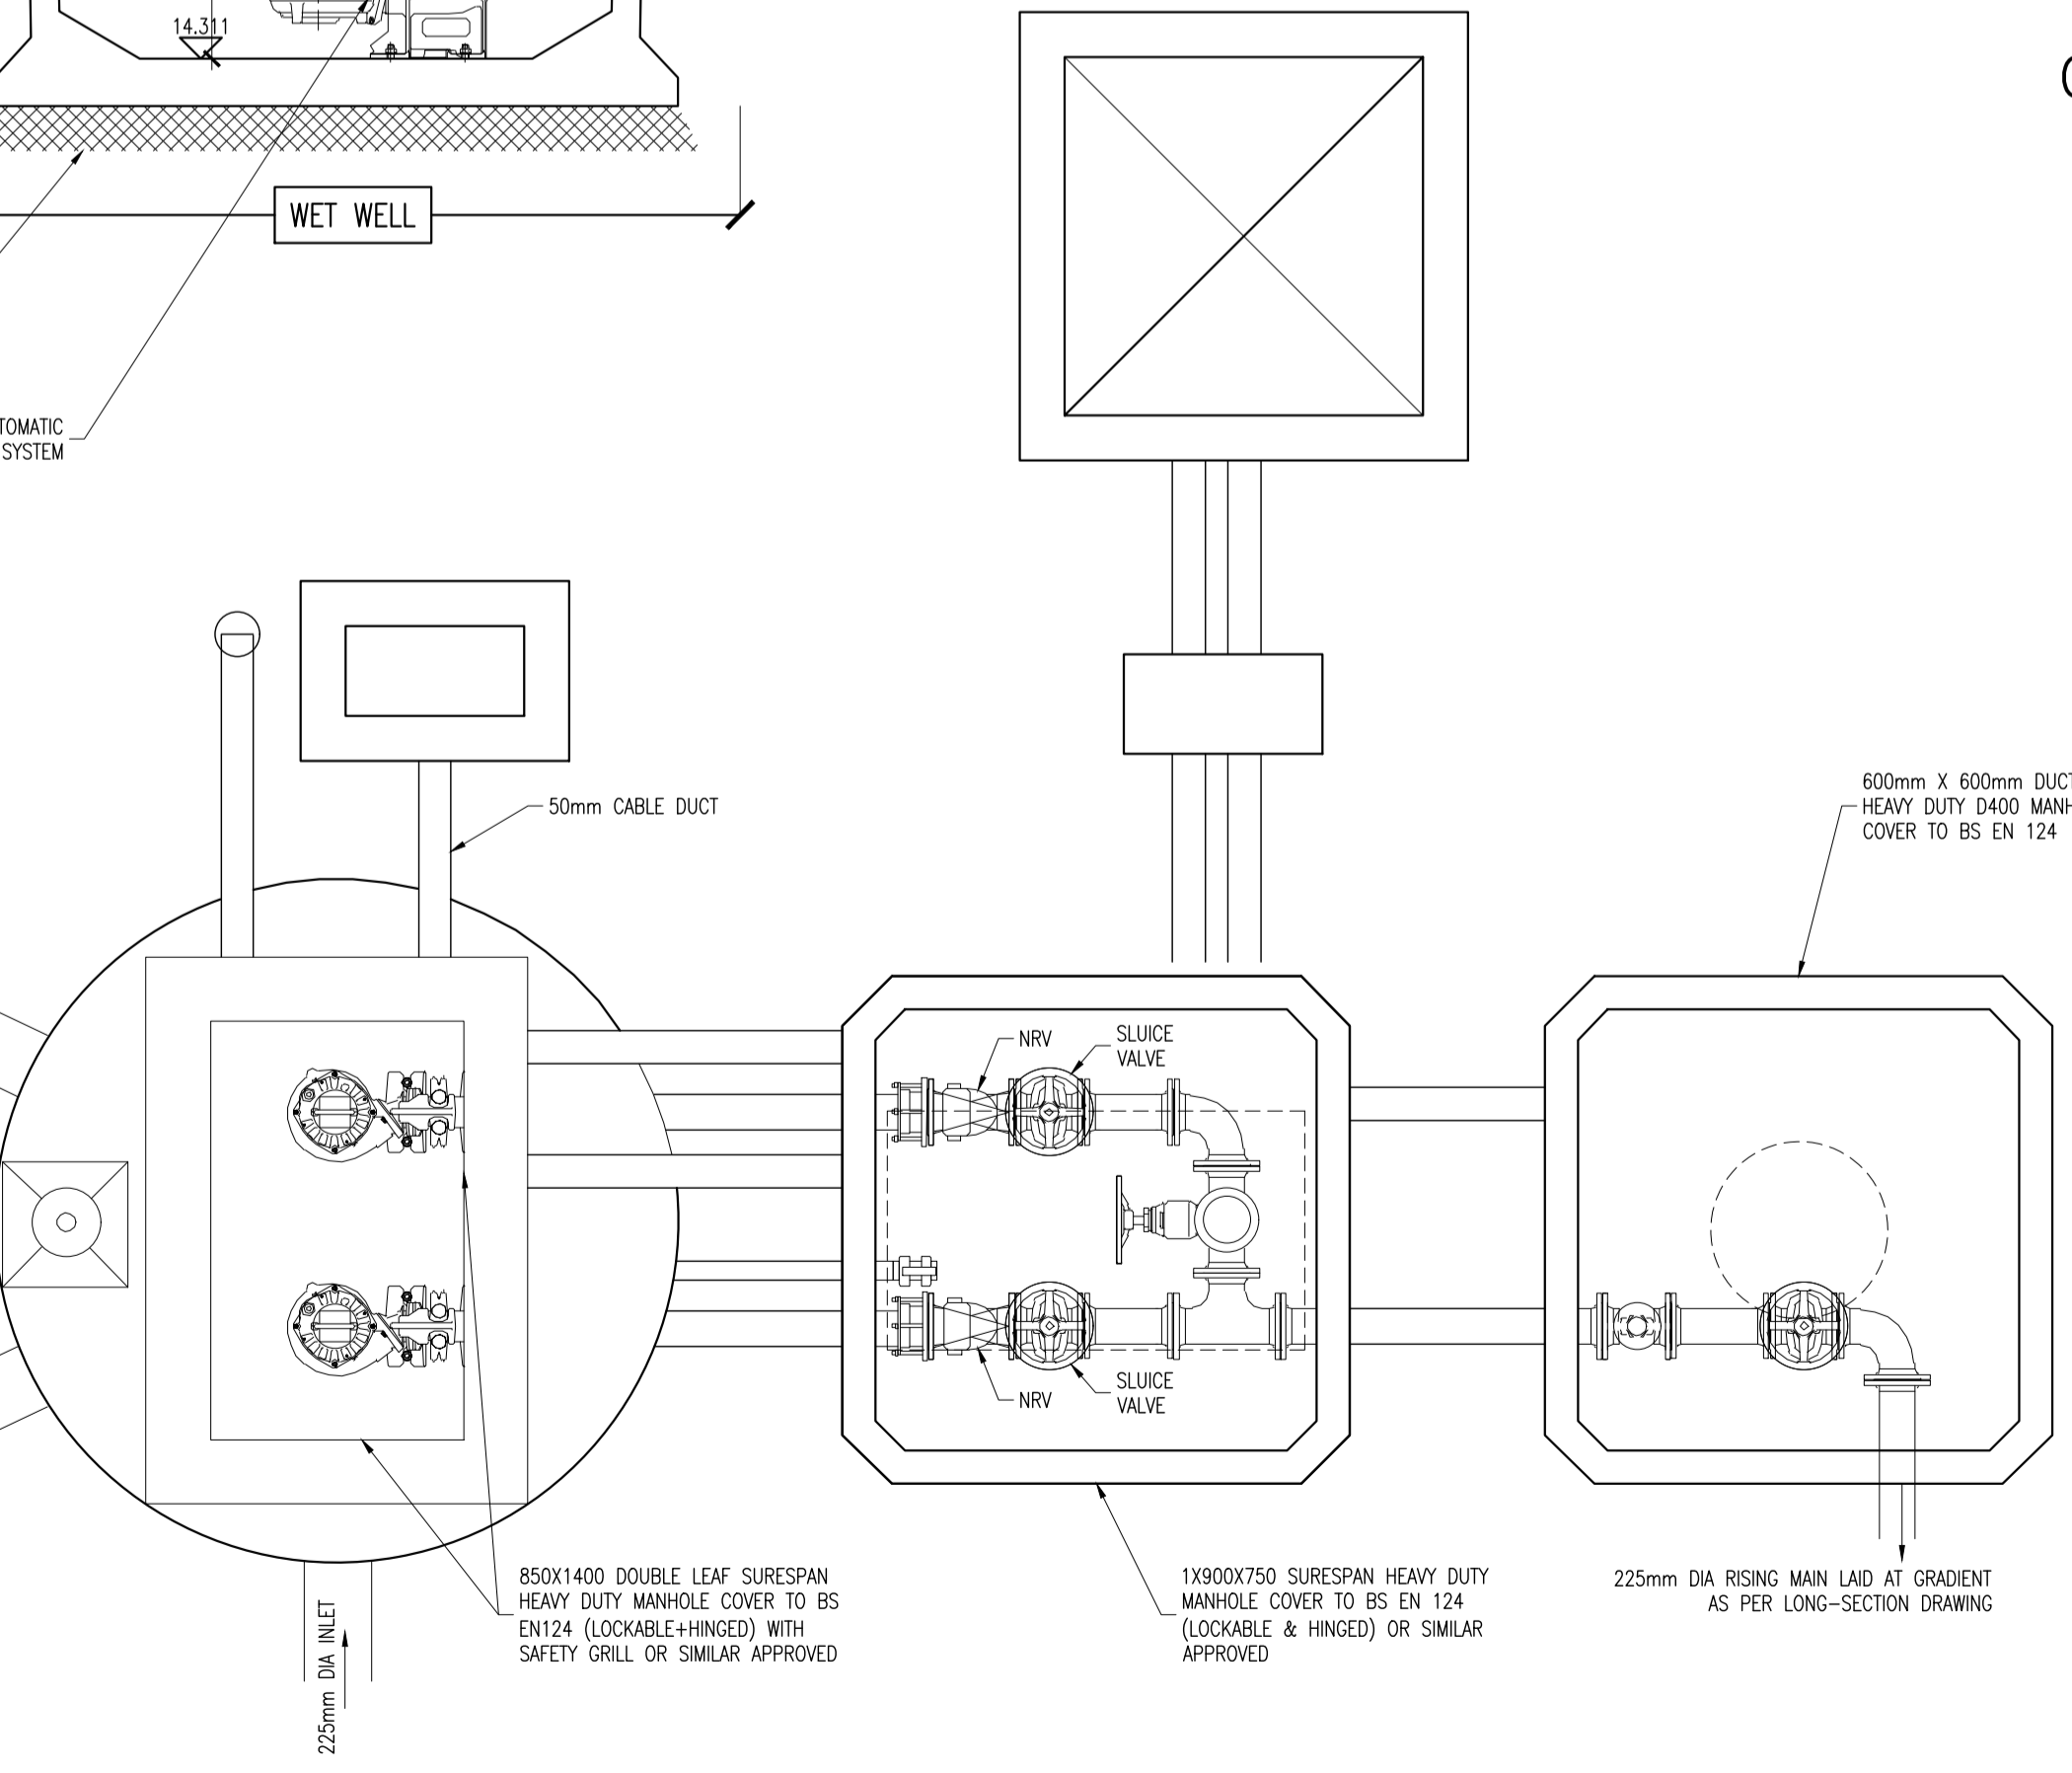 14.311
WET WELL
TOMATIC
SYSTEM
50mm CABLE DUCT
600mm X 600mm DUCT
HEAVY DUTY D400 MANH
COVER TO BS EN 124
NRV
SLUICE
VALVE
SLUICE
VALVE
NRV
850X1400 DOUBLE LEAF SURESPAN
HEAVY DUTY MANHOLE COVER TO BS
EN124 (LOCKABLE+HINGED) WITH
SAFETY GRILL OR SIMILAR APPROVED
1X900X750 SURESPAN HEAVY DUTY
MANHOLE COVER TO BS EN 124
(LOCKABLE & HINGED) OR SIMILAR
APPROVED
225mm DIA RISING MAIN LAID AT GRADIENT
AS PER LONG-SECTION DRAWING
225mm DIA INLET